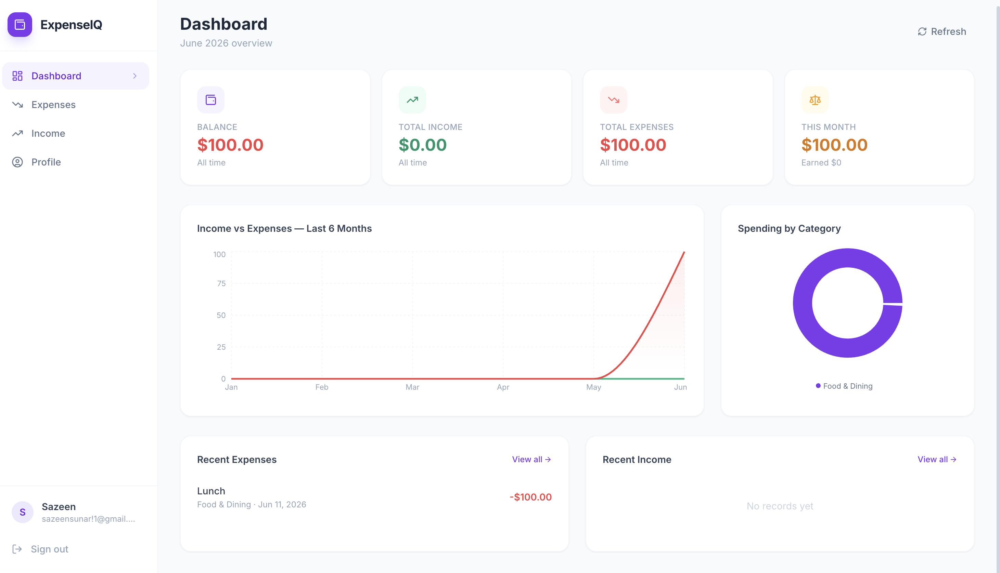 ExpenseIQ
Dashboard
Expenses
Income
Profile
Sazeen
sazeensunar!1@gmail....
Sign out
Dashboard
June 2026 overview
Refresh
BALANCE
$100.00
All time
TOTAL INCOME
$0.00
All time
TOTAL EXPENSES
$100.00
All time
THIS MONTH
$100.00
Earned $0
Income vs Expenses — Last 6 Months
100
75
50
25
0
Jan Feb Mar Apr May Jun
Spending by Category
Food & Dining
Recent Expenses
View all →
Lunch
Food & Dining · Jun 11, 2026
-$100.00
Recent Income
View all →
No records yet